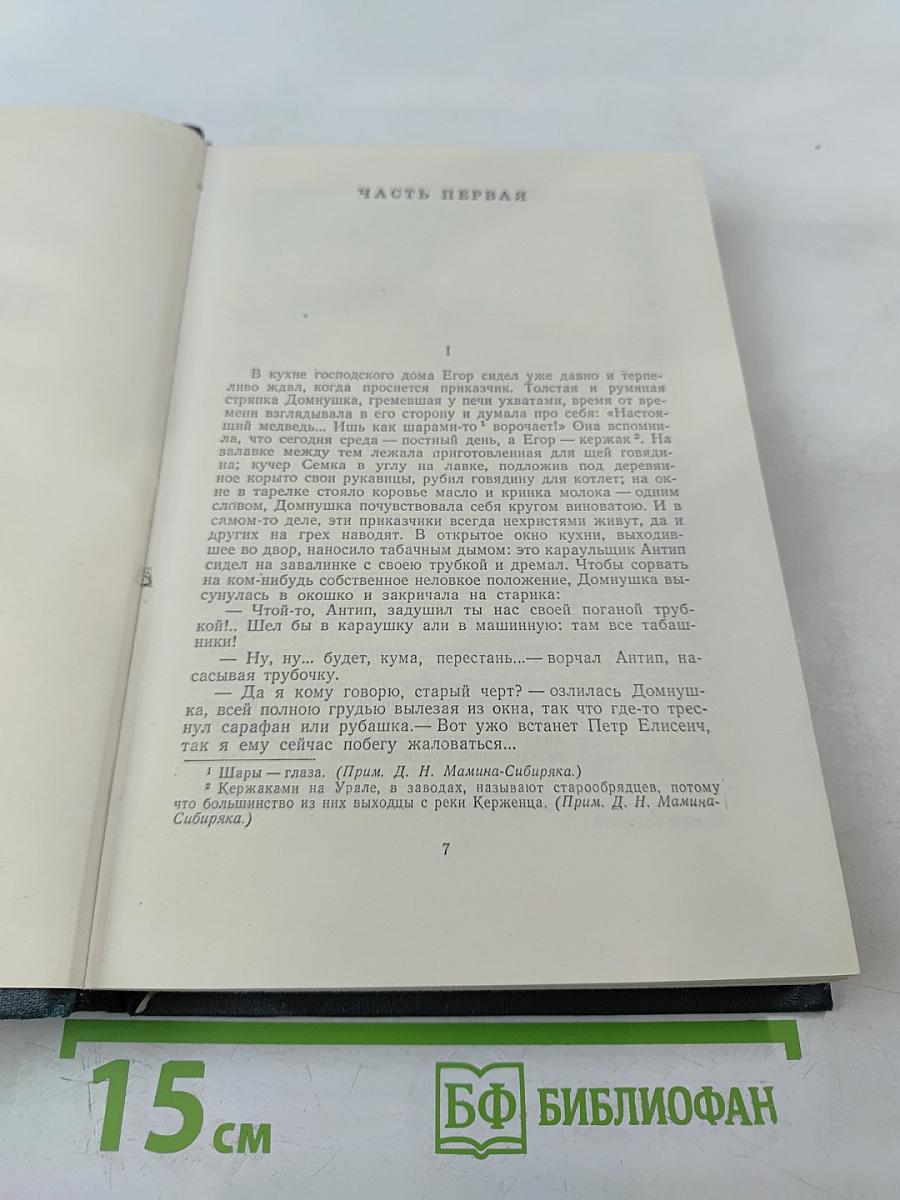 ЧАСТЬ ПЕРВАЯ
I
В кухне господского дома Егор сидел уже давно и терпе-
ливо ждал, когда проснется приказчик. Толстая и румяная
стряпка Домнушка, гремевшая у печи ухватами, время от вре-
мени взглядывала в его сторону и думала про себя: «Настоя-
щий медведь... Ишь как шарами-то ¹ ворочает!» Она вспомни-
ла, что сегодня среда — постный день, а Егор — кержак ². На
залавке между тем лежала приготовленная для щей говяди-
на; кучер Семка в углу на лавке, подложив под деревян-
ное корыто свои рукавицы, рубил говядину для котлет; на ок-
не в тарелке стояло коровье масло и кринка молока — одним
словом, Домнушка почувствовала себя кругом виноватою. И в
самом-то деле, эти приказчики всегда нехристями живут, да и
других на грех наводят. В открытое окно кухни, выходив-
шее во двор, наносило табачным дымом: это караульщик Антип
сидел на завалинке с своею трубкой и дремал. Чтобы сорвать
на ком-нибудь собственное неловкое положение, Домнушка вы-
сунулась в окошко и закричала на старика:
— Чтой-то, Антип, задушил ты нас своей поганой труб-
кой!.. Шел бы в караушку али в машинную: там все табаш-
ники!
— Ну, ну... будет, кума, перестань...— ворчал Антип, на-
сасывая трубочку.
— Да я кому говорю, старый черт? — озлилась Домнуш-
ка, всей полною грудью вылезая из окна, так что где-то трес-
нул сарафан или рубашка.— Вот ужо встанет Петр Елисеич,
так я ему сейчас побегу жаловаться...
¹ Шары — глаза. (Прим. Д. Н. Мамина-Сибиряка.)
² Кержаками на Урале, в заводах, называют старообрядцев, потому
что большинство из них выходцы с реки Керженца. (Прим. Д. Н. Мамина-
Сибиряка.)
7
15 см
БФ БИБЛИОФАН